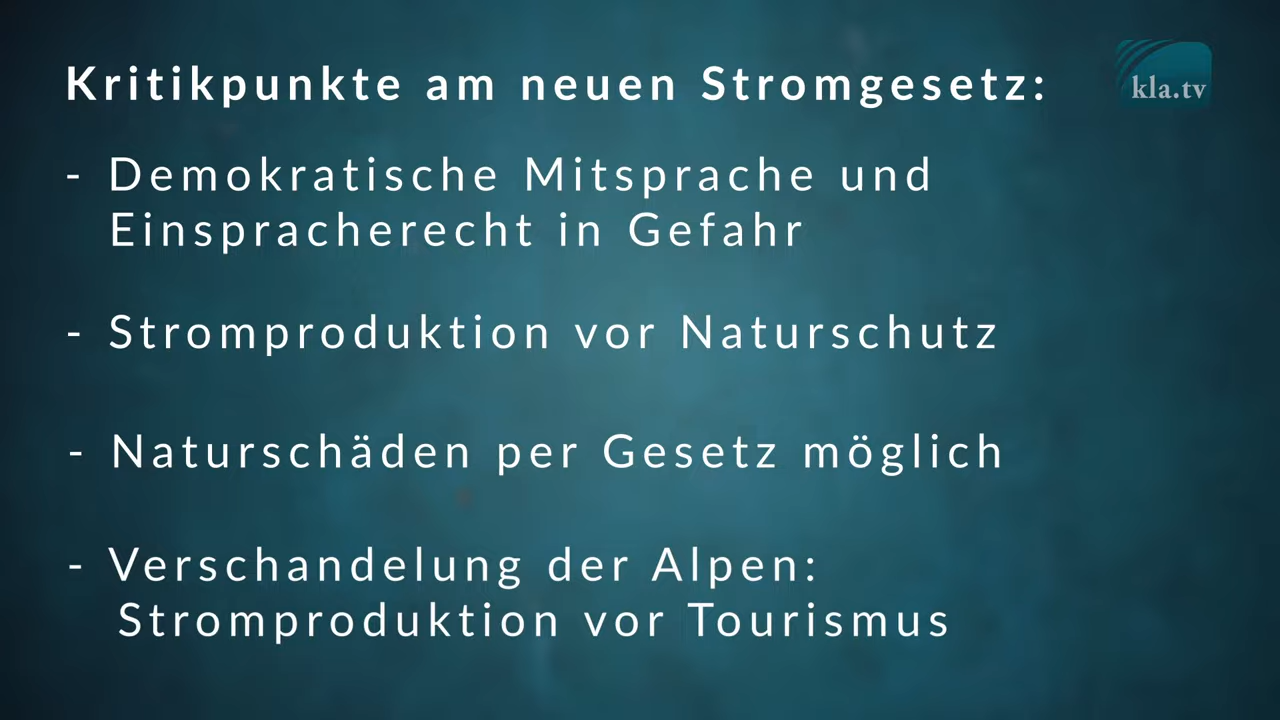 Kritikpunkte am neuen Stromgesetz:
kla.tv
- Demokratische Mitsprache und
Einspracherecht in Gefahr
- Stromproduktion vor Naturschutz
- Naturschäden per Gesetz möglich
- Verschandelung der Alpen:
Stromproduktion vor Tourismus